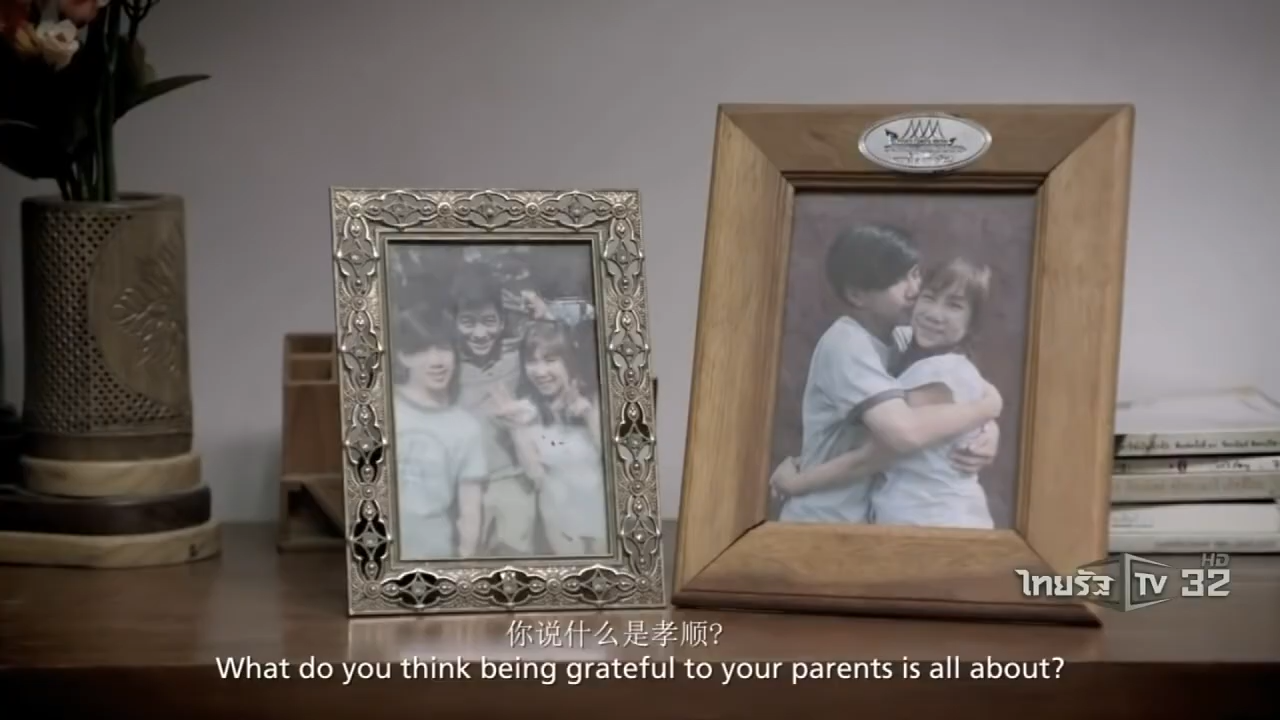 ไทยรัฐ TV 32 HD
你说什么是孝顺?
What do you think being grateful to your parents is all about?